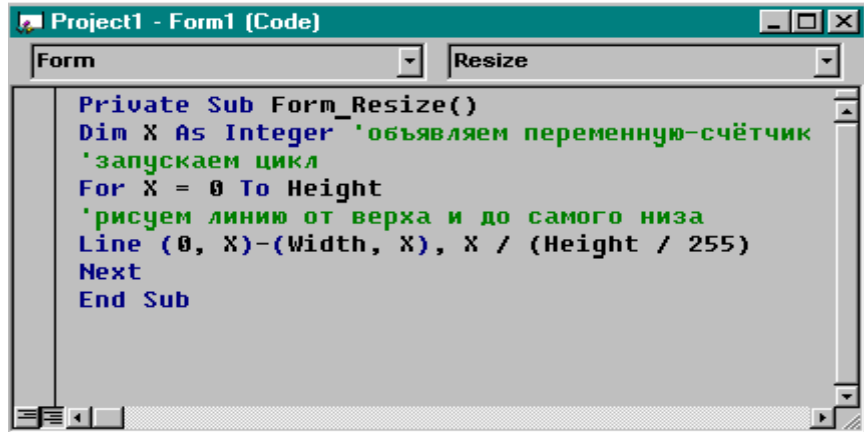 Project1 - Form1 (Code)
Form Resize
Private Sub Form_Resize()
Dim X As Integer 'объявляем переменную-счётчик
'запускаем цикл
For X = 0 To Height
'рисуем линию от верха и до самого низа
Line (0, X)-(Width, X), X / (Height / 255)
Next
End Sub